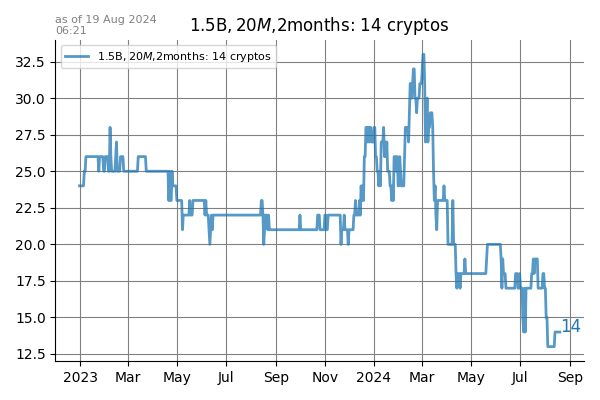 as of 19 Aug 2024
06:21
1.5B, 20M,2months: 14 cryptos
1.5B, 20M,2months: 14 cryptos
32.5
30.0
27.5
25.0
22.5
20.0
17.5
15.0
12.5
14
2023 Mar May Jul Sep Nov 2024 Mar May Jul Sep